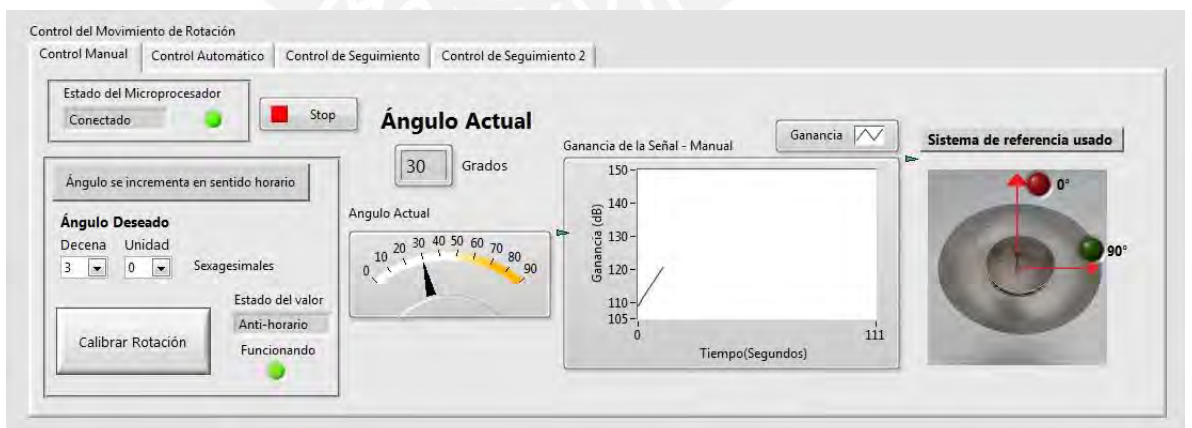 Control del Movimiento de Rotación
Control Manual
Control Automático
Control de Seguimiento
Control de Seguimiento 2
Estado del Microprocesador
Conectado
Stop
Ángulo Actual
30 Grados
Ángulo se incrementa en sentido horario
Ángulo Deseado
Decena Unidad
3 0 Sexagesimales
Calibrar Rotación
Estado del valor
Anti-horario
Funcionando
Angulo Actual
0 10 20 30 40 50 60 70 80 90
Ganancia de la Señal - Manual
Ganancia
Ganancia (dB)
150
140
130
120
110
105
0 111
Tiempo(Segundos)
Sistema de referencia usado
0°
90°